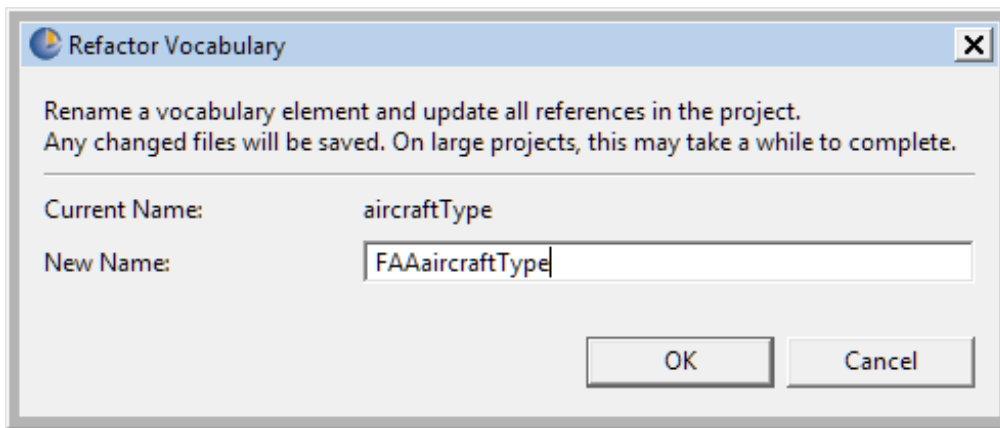 Refactor Vocabulary
Rename a vocabulary element and update all references in the project.
Any changed files will be saved. On large projects, this may take a while to complete.
Current Name: aircraftType
New Name: FAAaircraftType
OK Cancel